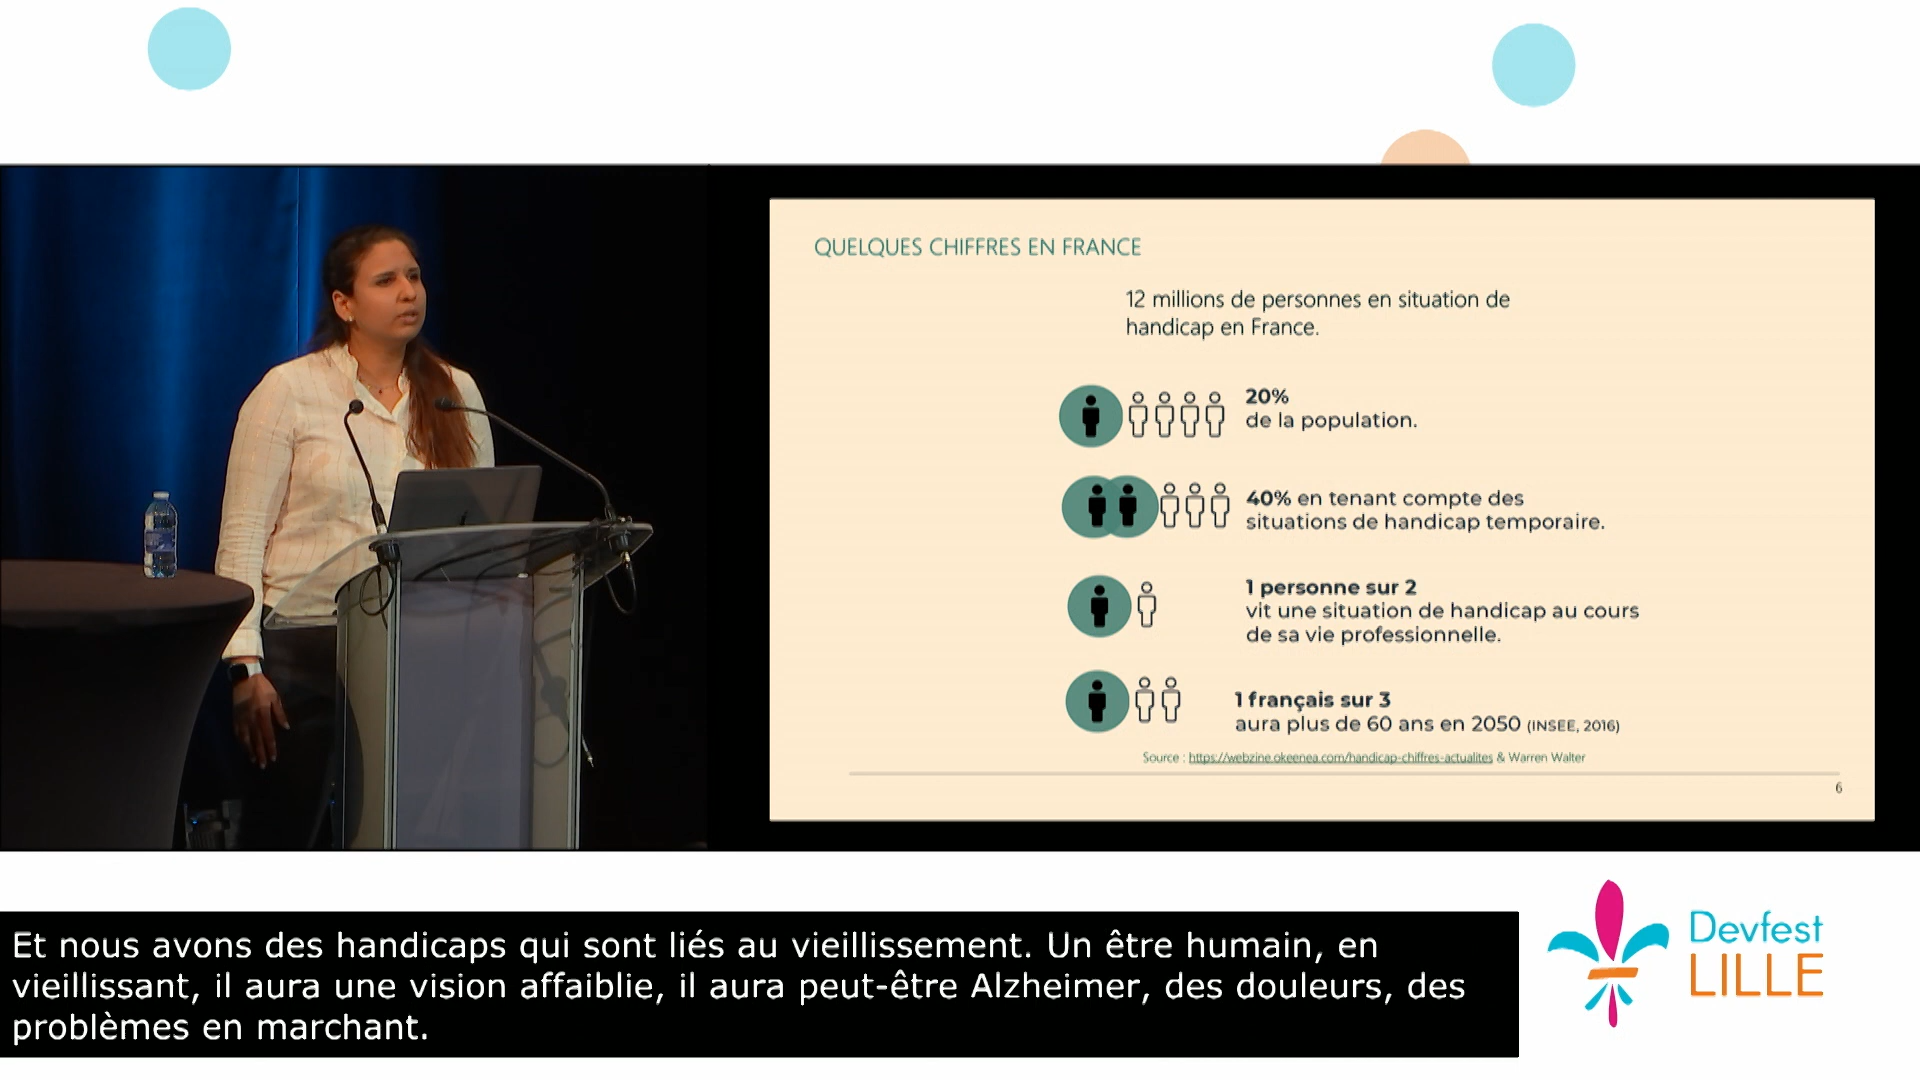 QUELQUES CHIFFRES EN FRANCE
12 millions de personnes en situation de
handicap en France.
20%
de la population.
40% en tenant compte des
situations de handicap temporaire.
1 personne sur 2
vit une situation de handicap au cours
de sa vie professionnelle.
1 français sur 3
aura plus de 60 ans en 2050 (INSEE, 2016)
Source : https://webzine.okeenea.com/handicap-chiffres-actualites & Warren Walter
6
Et nous avons des handicaps qui sont liés au vieillissement. Un être humain, en
vieillissant, il aura une vision affaiblie, il aura peut-être Alzheimer, des douleurs, des
problèmes en marchant.
Devfest
LILLE